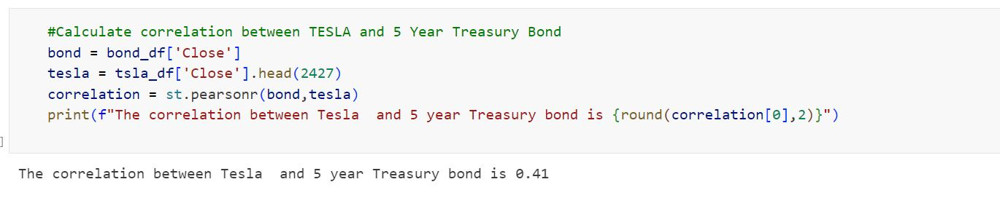 #Calculate correlation between TESLA and 5 Year Treasury Bond
bond = bond_df['Close']
tesla = tsla_df['Close'].head(2427)
correlation = st.pearsonr(bond,tesla)
print(f"The correlation between Tesla  and 5 year Treasury bond is {round(correlation[0],2)}")
]
The correlation between Tesla  and 5 year Treasury bond is 0.41